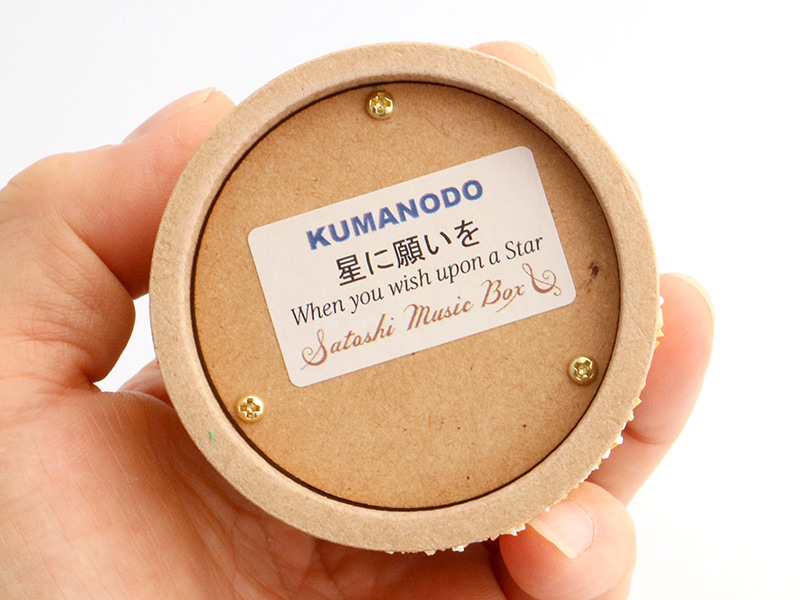 KUMANODO
星に願いを
When you wish upon a Star
Satoshi Music Box